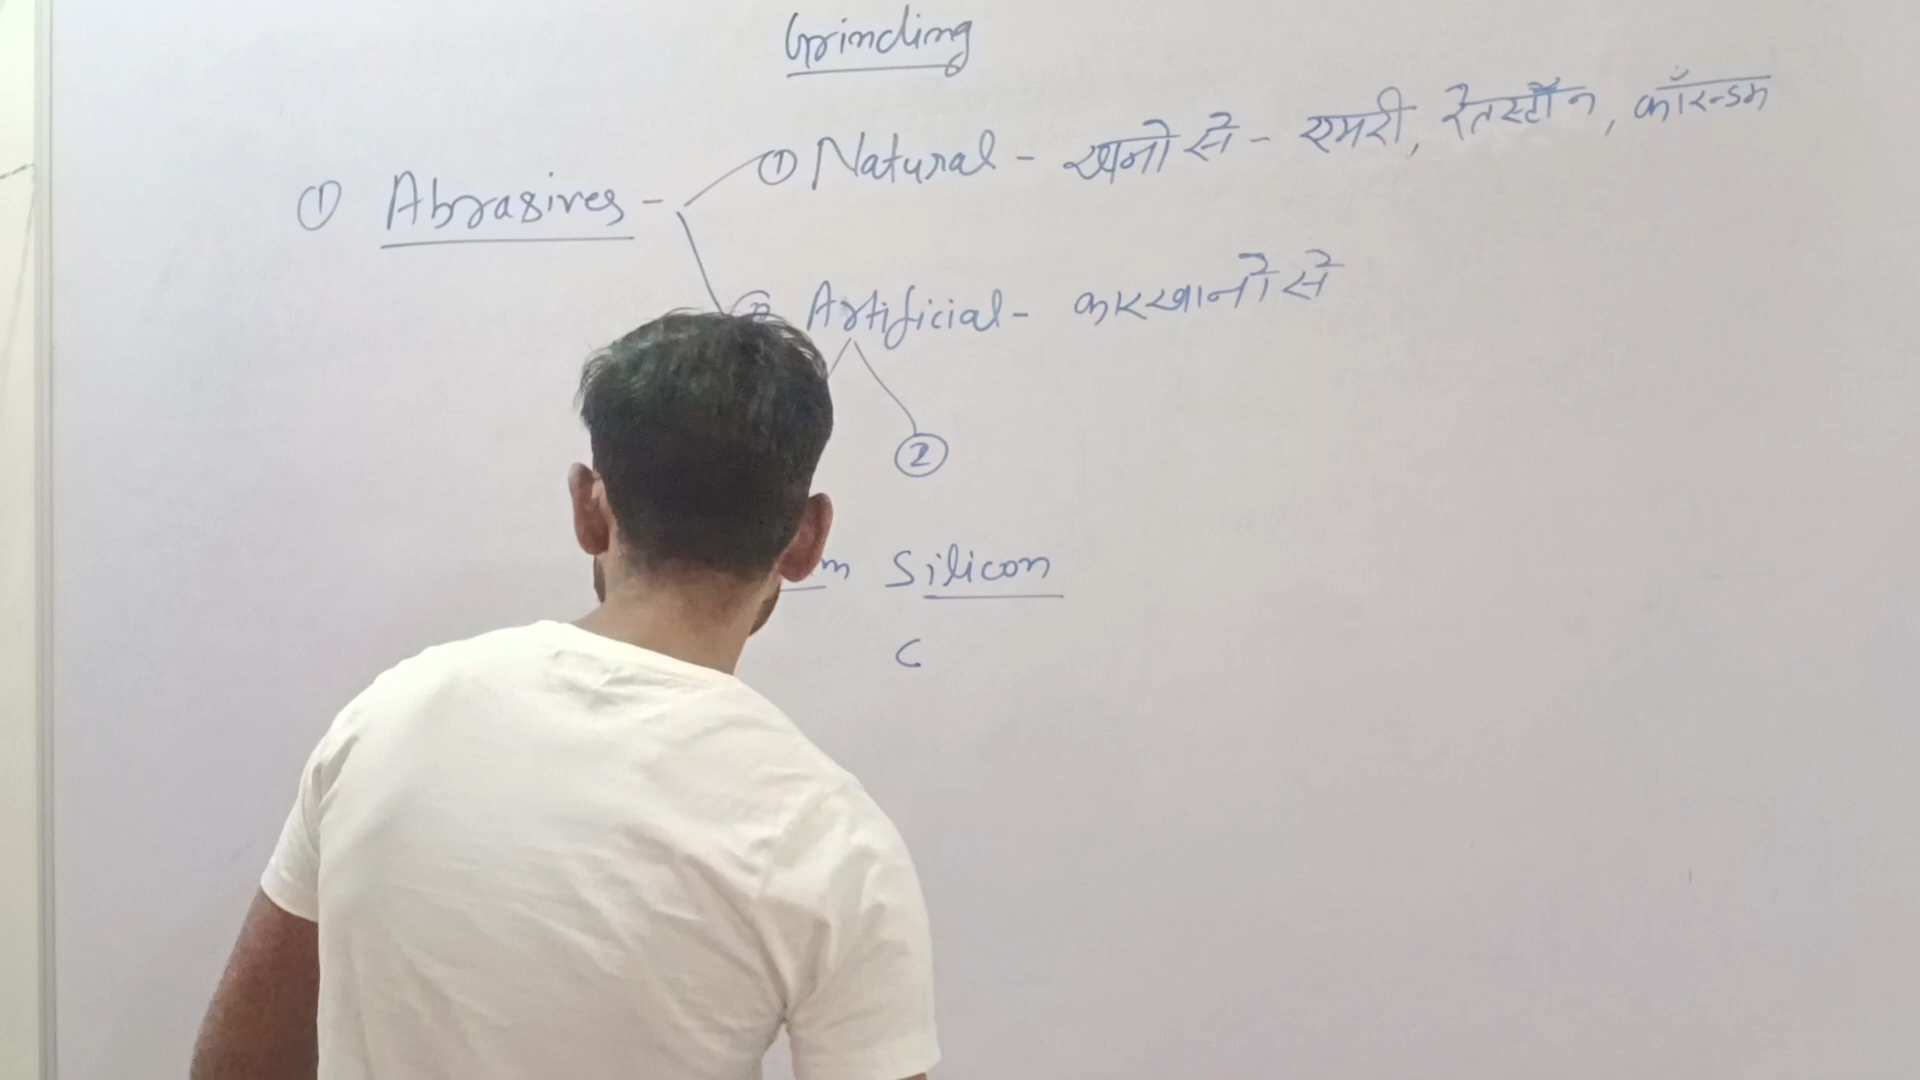 Grinding
① Abrasives - ① Natural - खानो से - एमरी, रेतस्टॉन, कॉरन्डम
Artificial - कारखानो से
②
Silicon
C